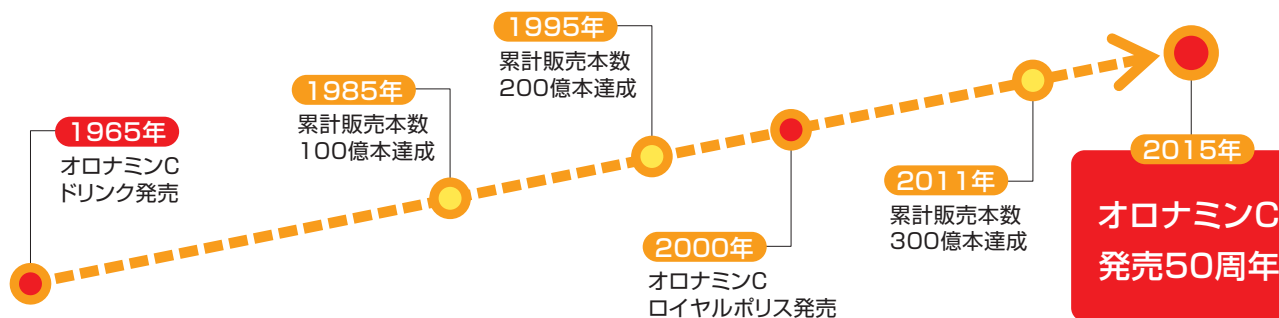 1965年
オロナミンC
ドリンク発売
1985年
累計販売本数
100億本達成
1995年
累計販売本数
200億本達成
2000年
オロナミンC
ロイヤルポリス発売
2011年
累計販売本数
300億本達成
2015年
オロナミンC
発売50周年